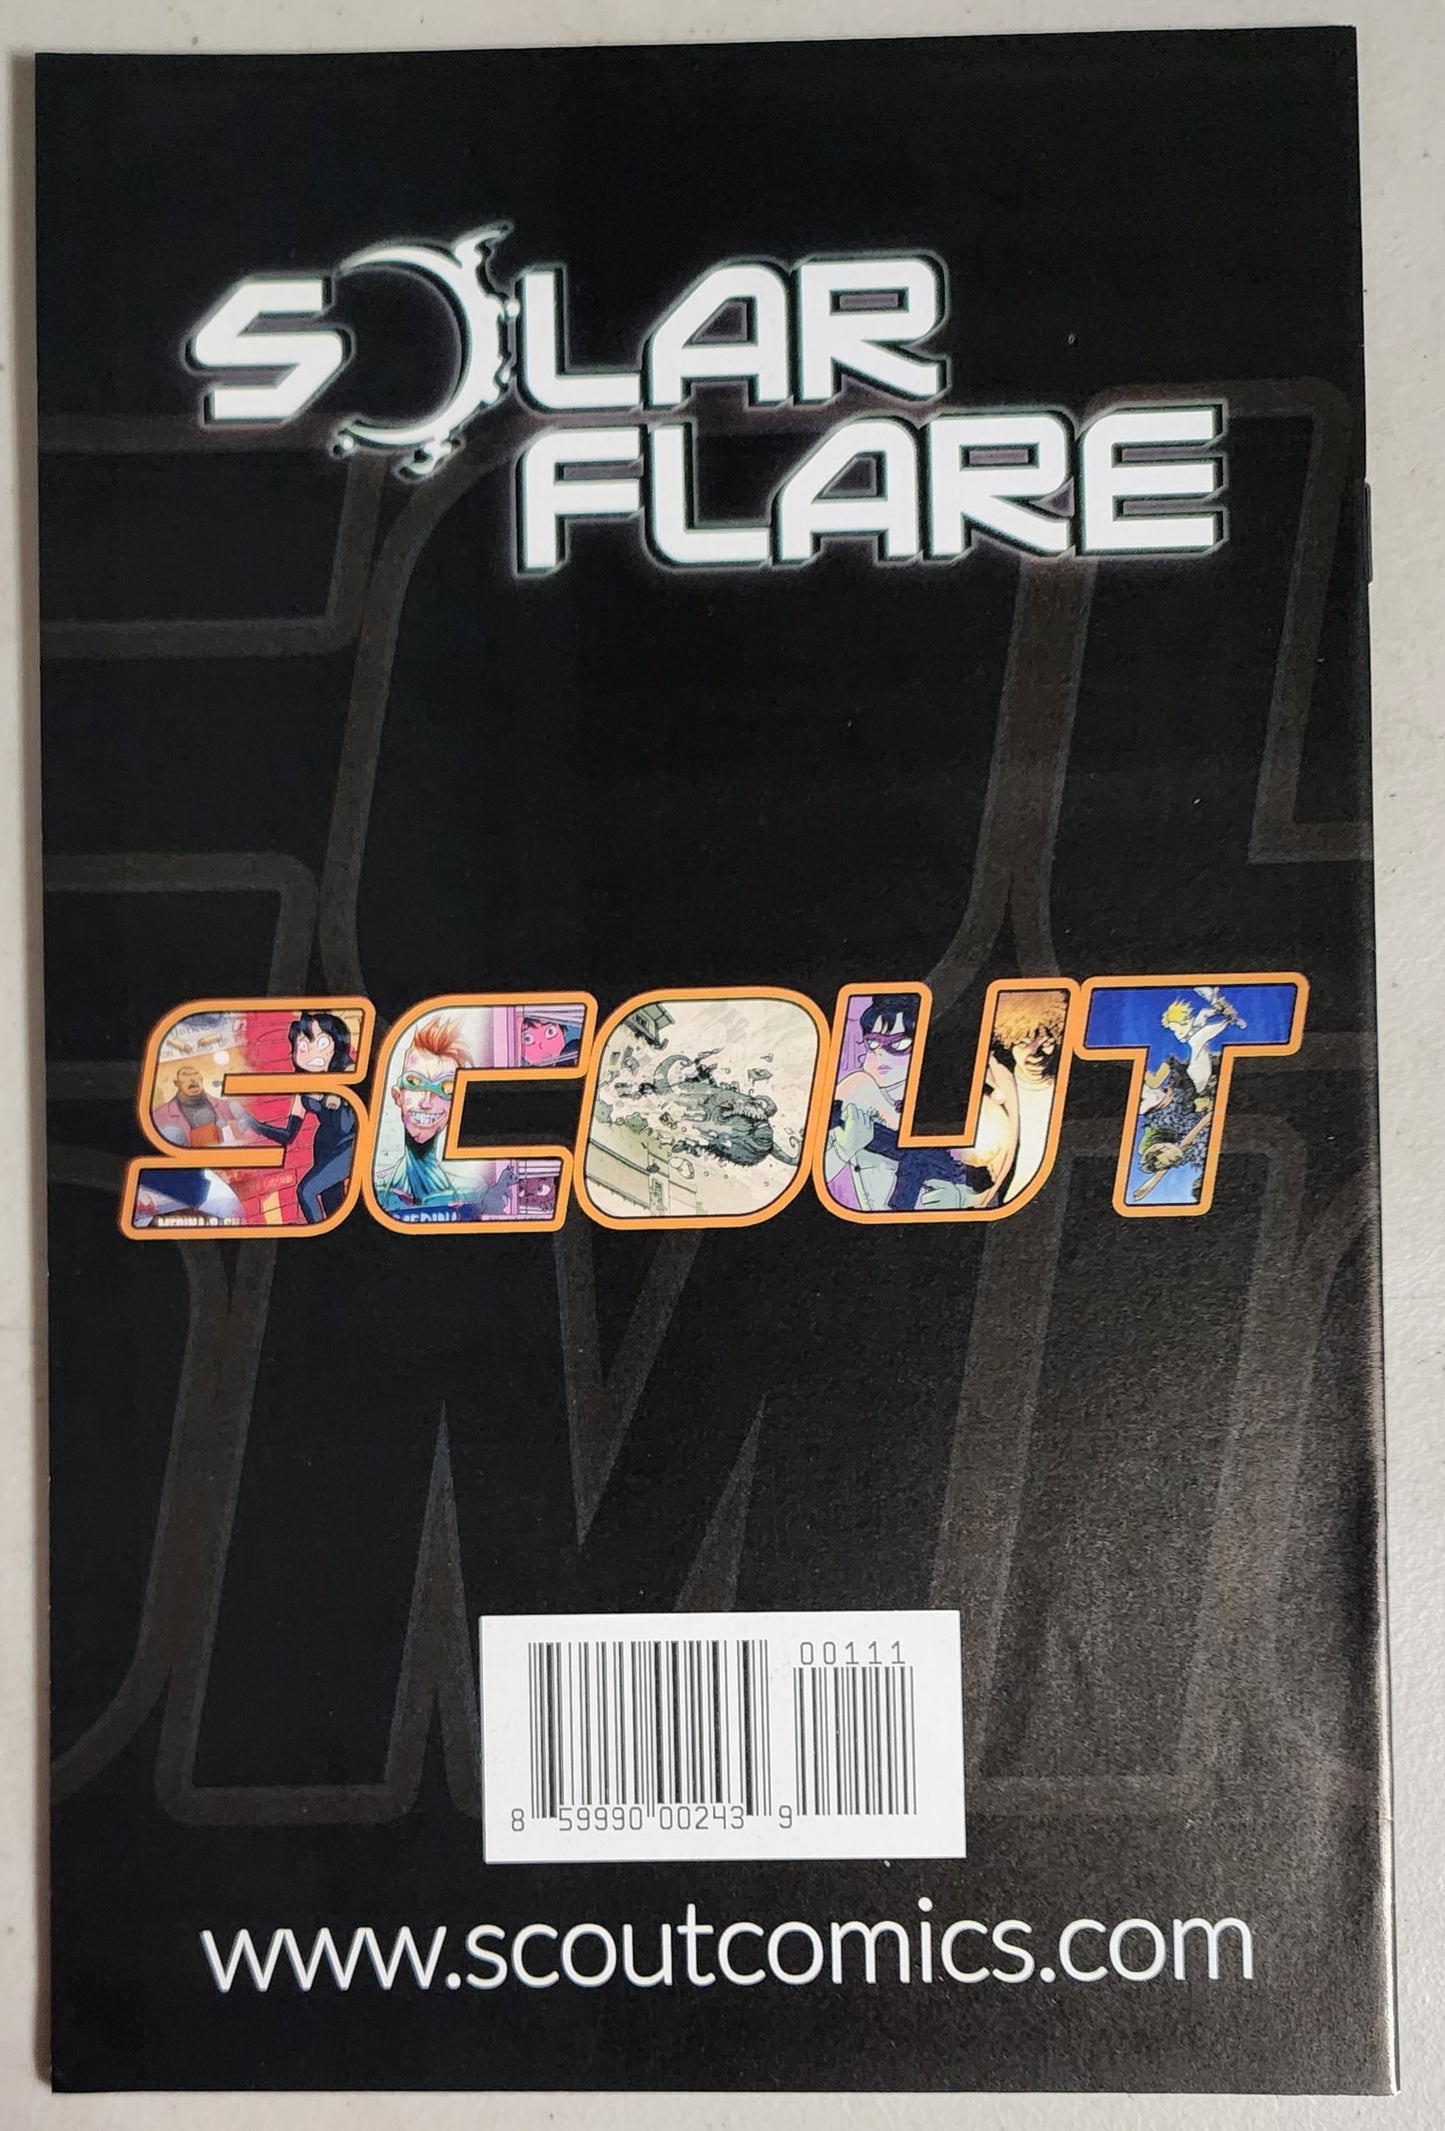 SOLAR
FLARE
SCOUT
00111
8 59990 00243 9
www.scoutcomics.com